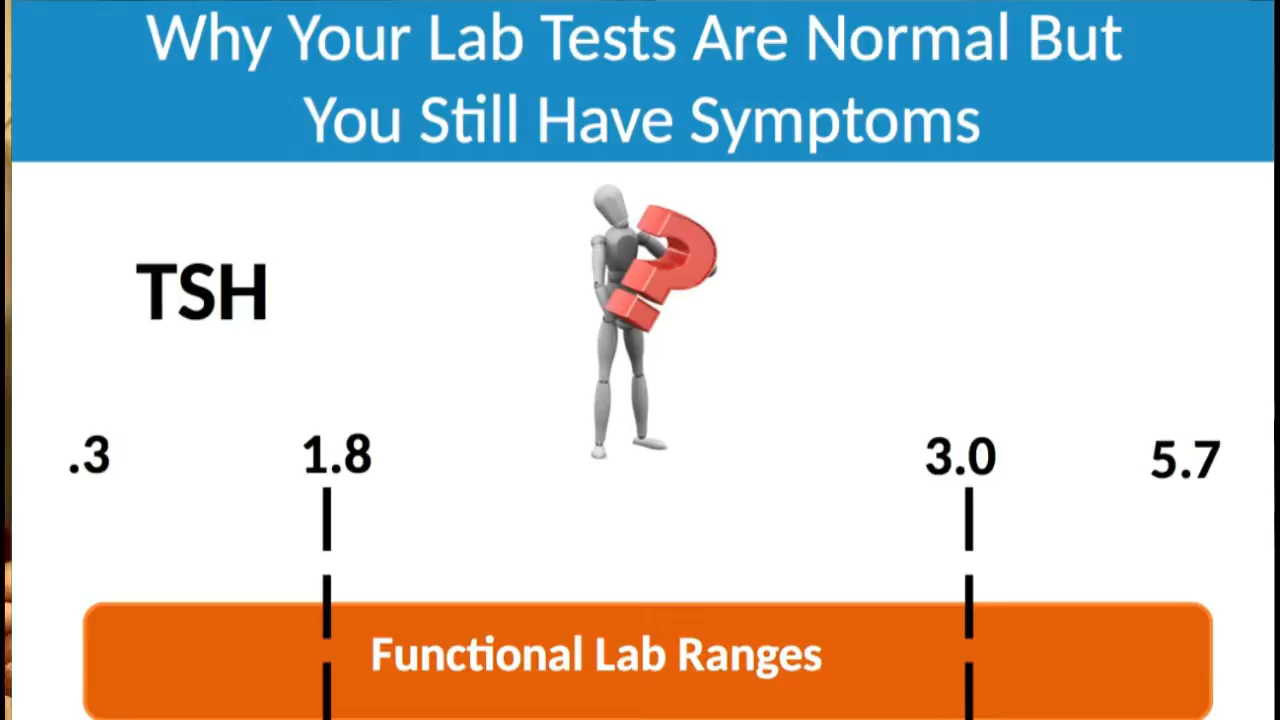 Why Your Lab Tests Are Normal But
You Still Have Symptoms
TSH
.3 1.8 3.0 5.7
Functional Lab Ranges